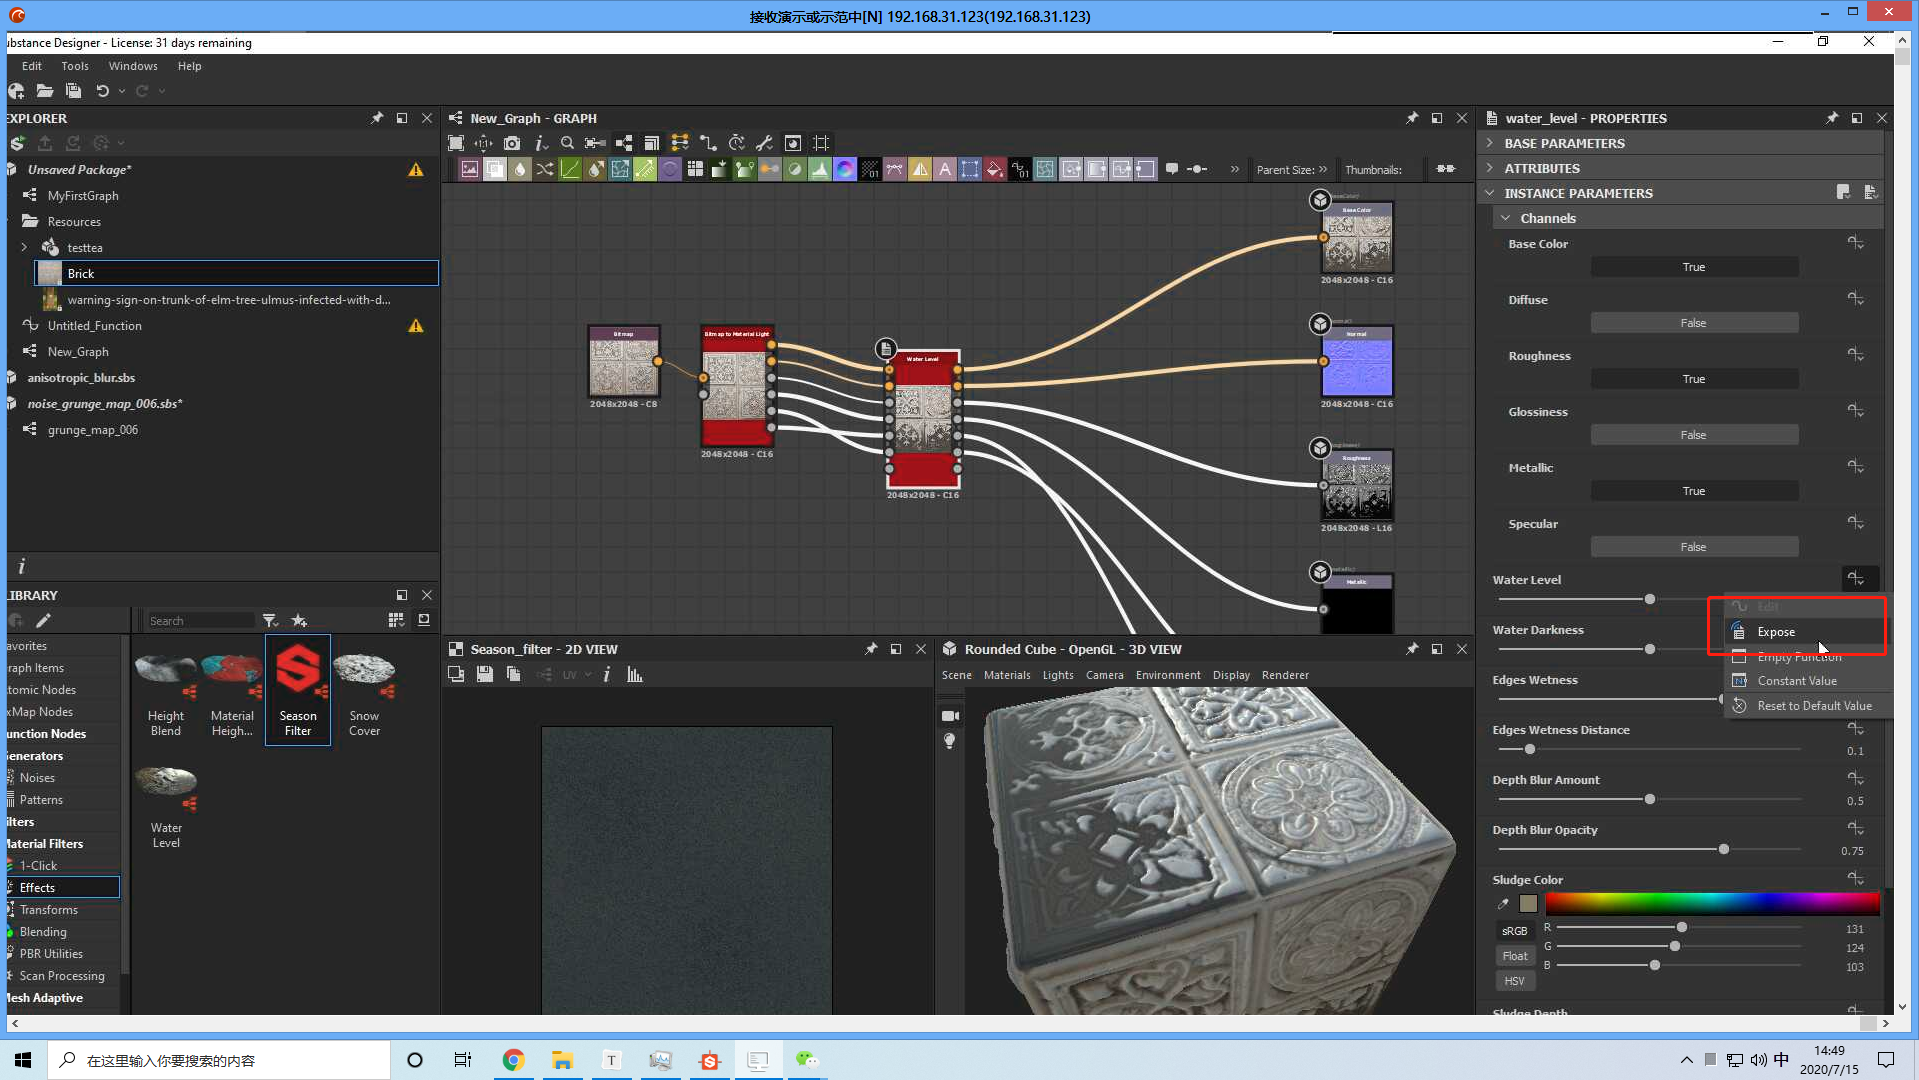 接收演示或示范中[N] 192.168.31.123(192.168.31.123)
ubstance Designer - License: 31 days remaining
Edit Tools Windows Help
EXPLORER
Unsaved Package*
MyFirstGraph
Resources
testtea
Brick
warning-sign-on-trunk-of-elm-tree-ulmus-infected-with-d...
Untitled_Function
New_Graph
anisotropic_blur.sbs
noise_grunge_map_006.sbs*
grunge_map_006
LIBRARY
Search
avorites
raph Items
tomic Nodes
xMap Nodes
unction Nodes
enerators
Noises
Patterns
ilters
Material Filters
1-Click
Effects
Transforms
Blending
PBR Utilities
Scan Processing
Mesh Adaptive
Height Blend
Material Heigh...
Season Filter
Snow Cover
Water Level
New_Graph - GRAPH
Parent Size: >>
Thumbnails:
Bitmap
2048x2048 - C8
Bitmap to Material Light
2048x2048 - C16
Water Level
2048x2048 - C16
Base Color
2048x2048 - C16
Normal
2048x2048 - C16
Roughness
2048x2048 - L16
Metallic
Season_filter - 2D VIEW
UV
Rounded Cube - OpenGL - 3D VIEW
Scene Materials Lights Camera Environment Display Renderer
water_level - PROPERTIES
BASE PARAMETERS
ATTRIBUTES
INSTANCE PARAMETERS
Channels
Base Color
True
Diffuse
False
Roughness
True
Glossiness
False
Metallic
True
Specular
False
Water Level
Edit
Expose
Empty Function
Constant Value
Reset to Default Value
Water Darkness
Edges Wetness
Edges Wetness Distance
0.1
Depth Blur Amount
0.5
Depth Blur Opacity
0.75
Sludge Color
sRGB
Float
HSV
R 131
G 124
B 103
Sludge Depth
在这里输入你要搜索的内容
中
14:49
2020/7/15